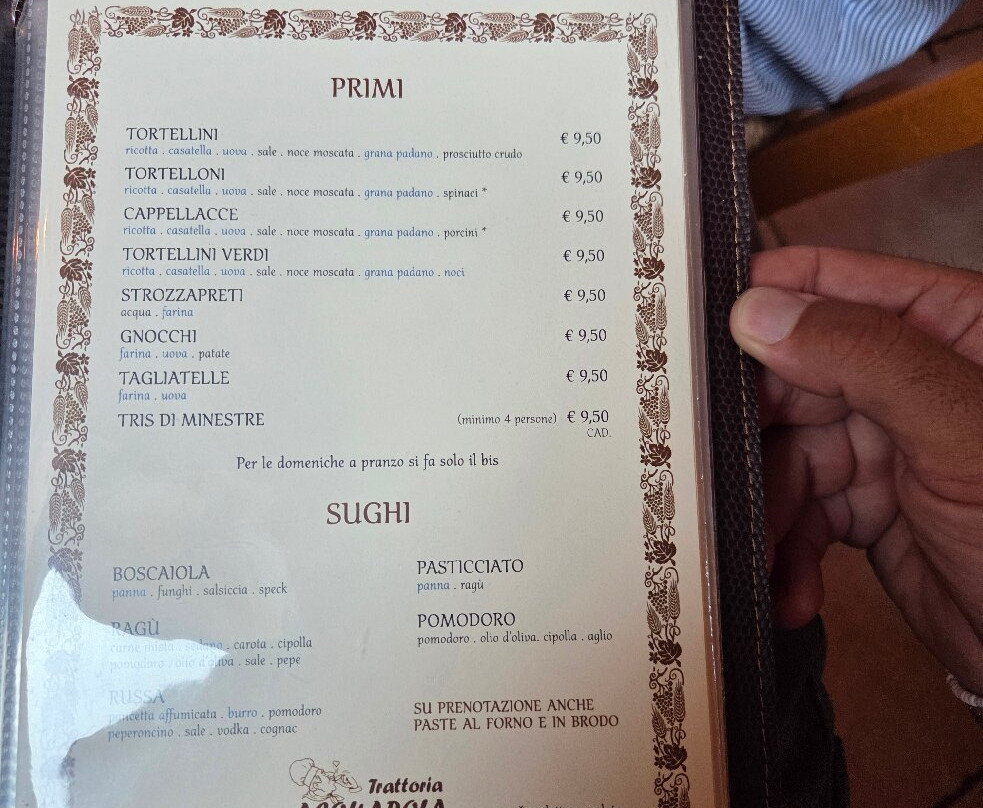 PRIMI
TORTELLINI € 9,50
ricotta . casatella . uova . sale . noce moscata . grana padano . prosciutto crudo
TORTELLONI € 9,50
ricotta . casatella . uova . sale . noce moscata . grana padano . spinaci *
CAPPELLACCE € 9,50
ricotta . casatella . uova . sale . noce moscata . grana padano . porcini *
TORTELLINI VERDI € 9,50
ricotta . casatella . uova . sale . noce moscata . grana padano . noci
STROZZAPRETI € 9,50
acqua . farina
GNOCCHI € 9,50
farina . uova . patate
TAGLIATELLE € 9,50
farina . uova
TRIS DI MINESTRE (minimo 4 persone) € 9,50
CAD.
Per le domeniche a pranzo si fa solo il bis
SUGHI
BOSCAIOLA
panna . funghi . salsiccia . speck
RAGÙ
carne mista . sedano . carota . cipolla
pomodoro . olio d'oliva . sale . pepe
RUSSA
pancetta affumicata . burro . pomodoro
peperoncino . sale . vodka . cognac
PASTICCIATO
panna . ragù
POMODORO
pomodoro . olio d'oliva. cipolla . aglio
SU PRENOTAZIONE ANCHE
PASTE AL FORNO E IN BRODO
Trattoria